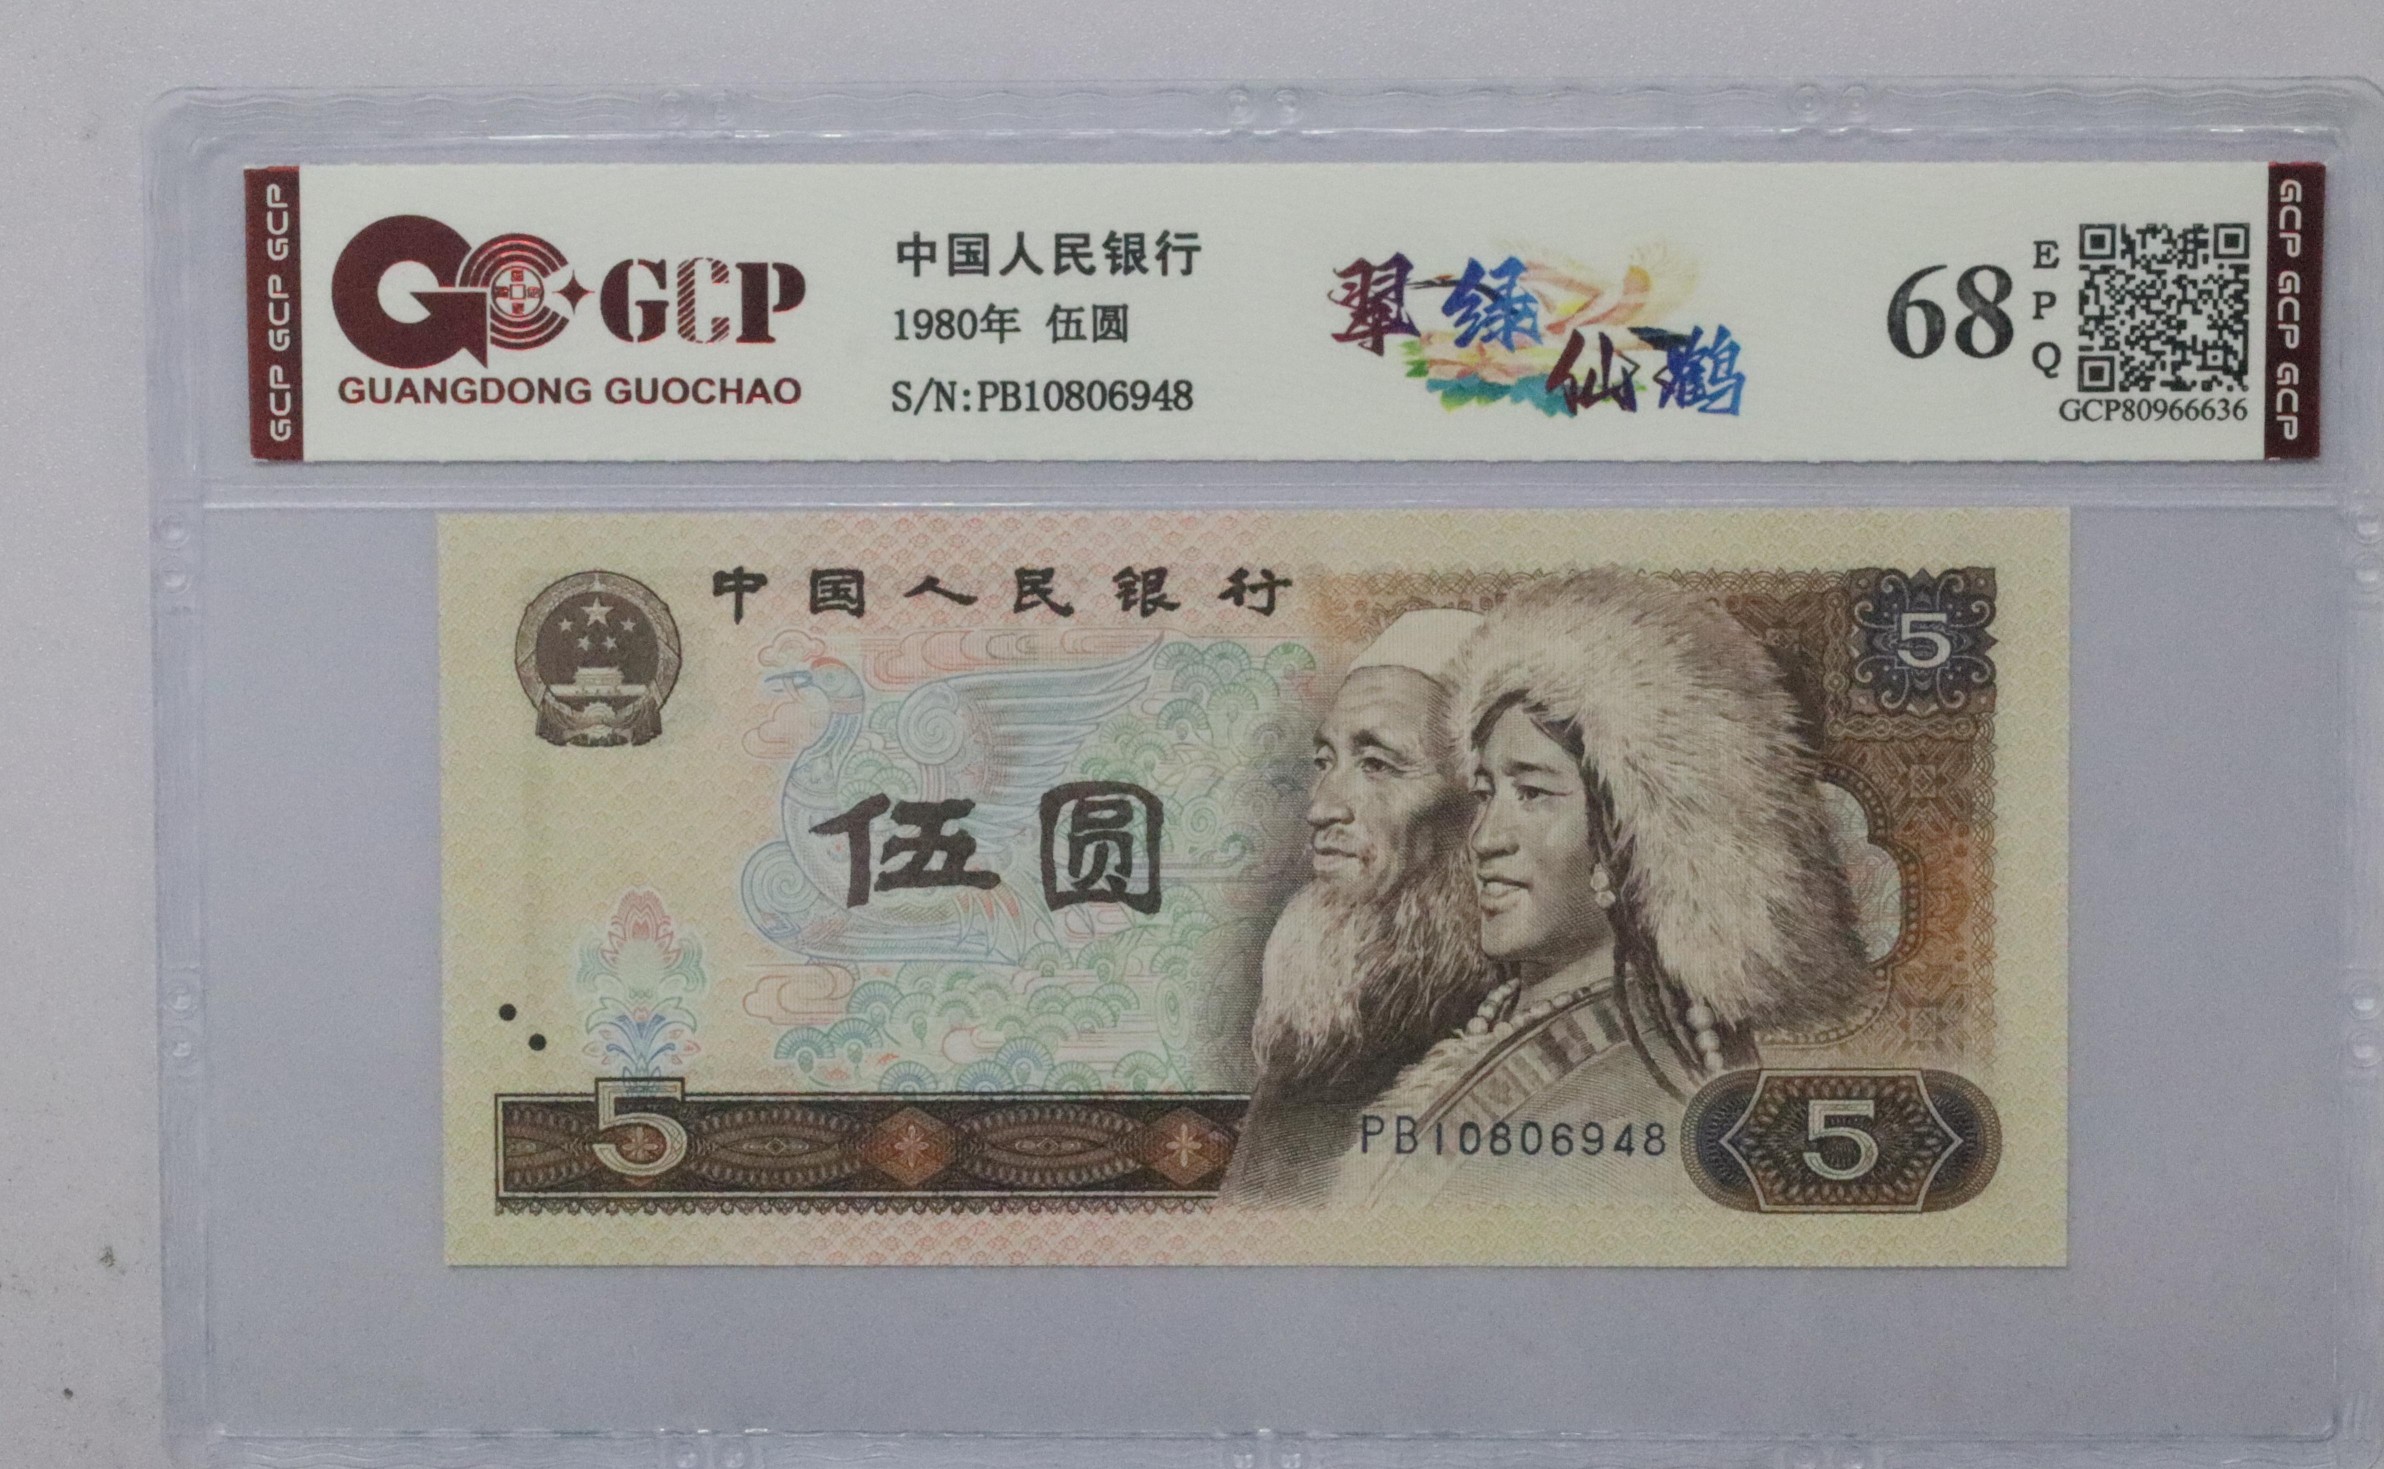 GCP GCP GCP
GCP
GUANGDONG GUOCHAO
中国人民银行
1980年 伍圆
S/N:PB10806948
翠绿
仙鹤
68
EPQ
GCP80966636
GCP GCP GCP
中国人民银行
5
伍圆
5
PB10806948
5